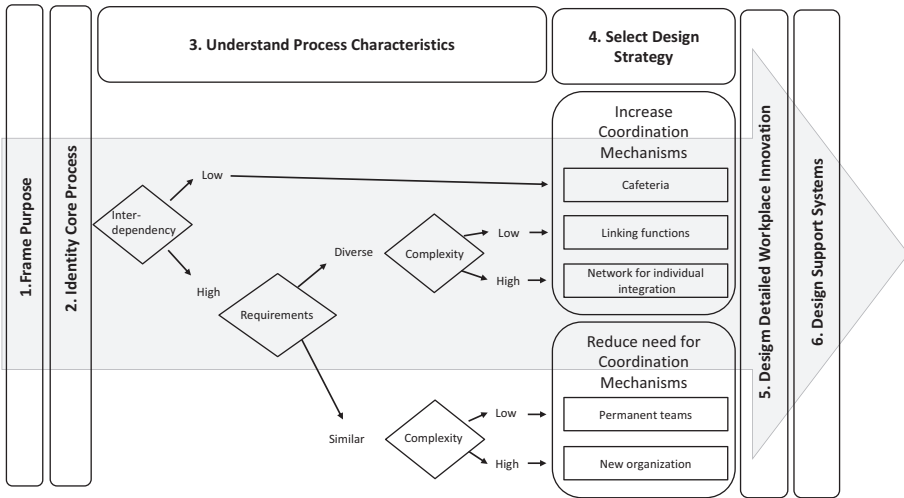 1.Frame Purpose
2. Identity Core Process
3. Understand Process Characteristics
Inter-
dependency
Low
High
Requirements
Diverse
Similar
Complexity
Low
High
Complexity
Low
High
4. Select Design
Strategy
Increase
Coordination
Mechanisms
Cafeteria
Linking functions
Network for individual
integration
Reduce need for
Coordination
Mechanisms
Permanent teams
New organization
5. Desigm Detailed Workplace Innovation
6. Design Support Systems